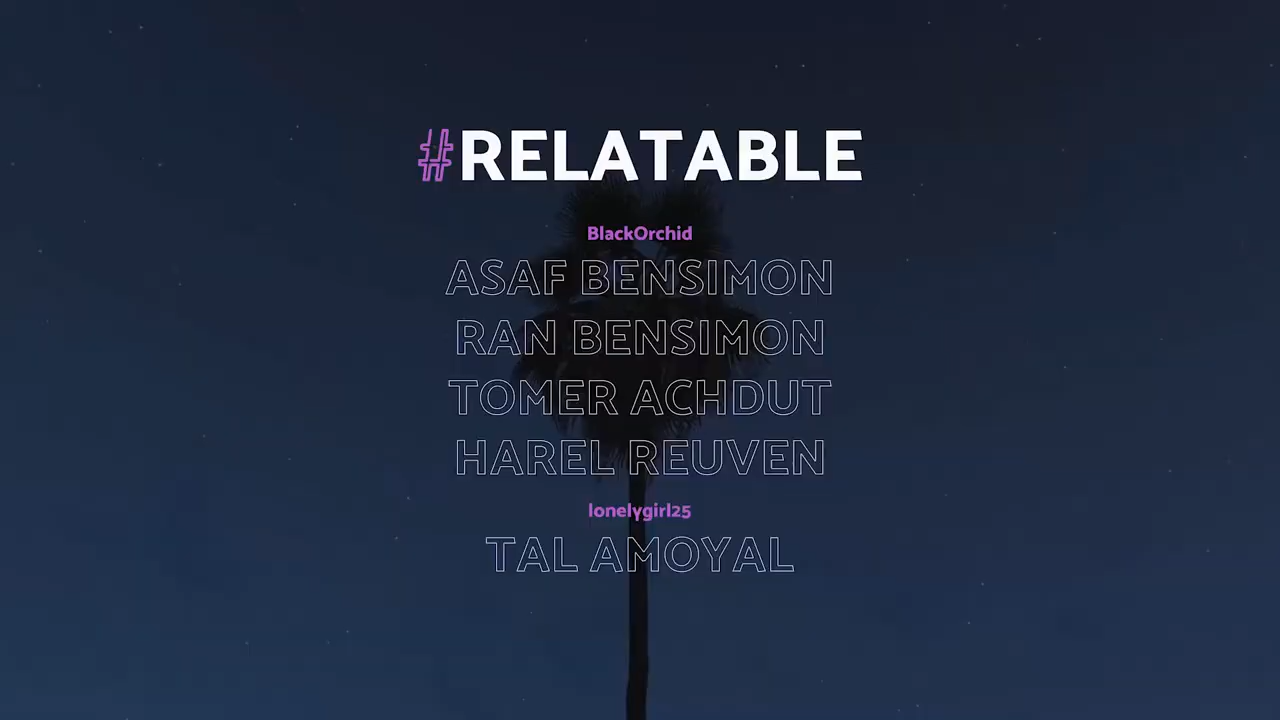 #RELATABLE
BlackOrchid
ASAF BENSIMON
RAN BENSIMON
TOMER ACHDUT
HAREL REUVEN
lonelygirl25
TAL AMOYAL